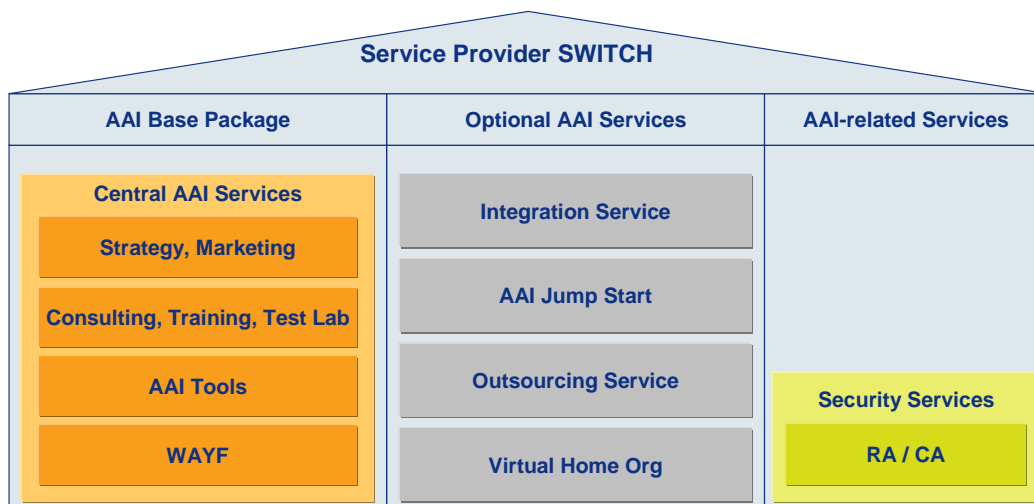 Service Provider SWITCH
AAI Base Package
Optional AAI Services
AAI-related Services
Central AAI Services
Strategy, Marketing
Consulting, Training, Test Lab
AAI Tools
WAYF
Integration Service
AAI Jump Start
Outsourcing Service
Virtual Home Org
Security Services
RA / CA